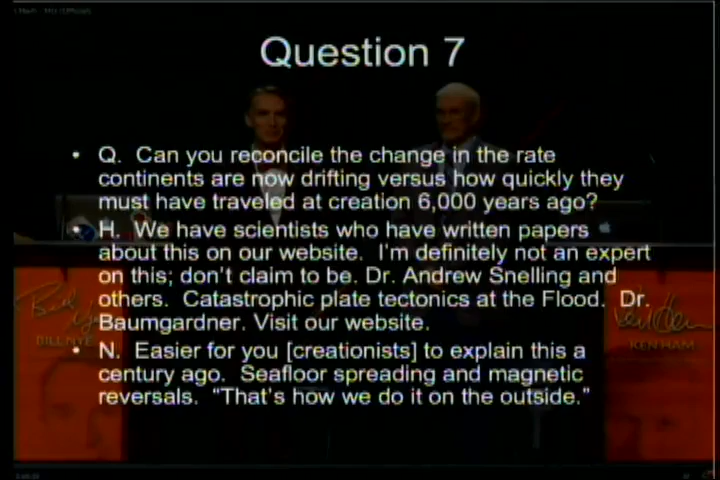 Question 7
• Q. Can you reconcile the change in the rate
continents are now drifting versus how quickly they
must have traveled at creation 6,000 years ago?
• H. We have scientists who have written papers
about this on our website. I'm definitely not an expert
on this; don't claim to be. Dr. Andrew Snelling and
others. Catastrophic plate tectonics at the Flood. Dr.
Baumgardner. Visit our website.
• N. Easier for you [creationists] to explain this a
century ago. Seafloor spreading and magnetic
reversals. "That's how we do it on the outside."
BILL NYE
Ken Ham
KEN HAM